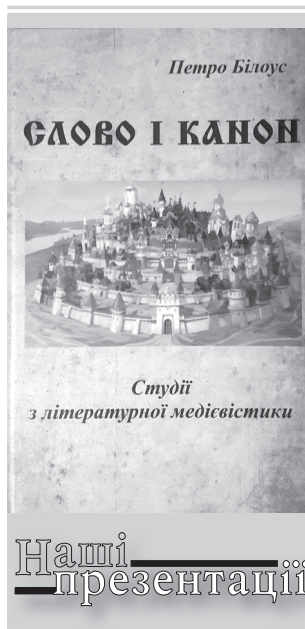 Петро Білоус
СЛОВО І КАНОН
Студії
з літературної медієвістики
Наші
презентації